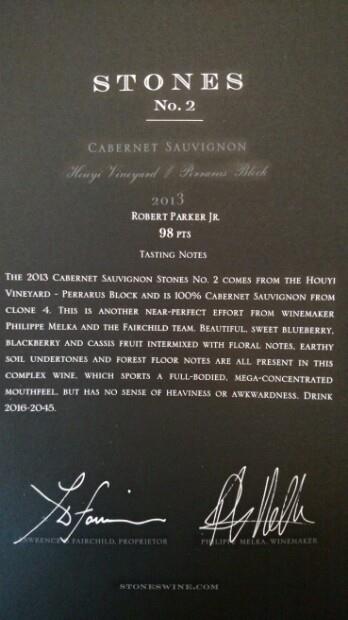 STONES
No. 2
CABERNET SAUVIGNON
Houyi Vineyard / Perrarus Block
2013
ROBERT PARKER JR.
98 PTS
TASTING NOTES
THE 2013 CABERNET SAUVIGNON STONES NO. 2 COMES FROM THE HOUYI
VINEYARD - PERRARUS BLOCK AND IS 100% CABERNET SAUVIGNON FROM
CLONE 4. THIS IS ANOTHER NEAR-PERFECT EFFORT FROM WINEMAKER
PHILIPPE MELKA AND THE FAIRCHILD TEAM. BEAUTIFUL, SWEET BLUEBERRY,
BLACKBERRY AND CASSIS FRUIT INTERMIXED WITH FLORAL NOTES, EARTHY
SOIL UNDERTONES AND FOREST FLOOR NOTES ARE ALL PRESENT IN THIS
COMPLEX WINE, WHICH SPORTS A FULL-BODIED, MEGA-CONCENTRATED
MOUTHFEEL, BUT HAS NO SENSE OF HEAVINESS OR AWKWARDNESS. DRINK
2016-2045.
LAWRENCE FAIRCHILD, PROPRIETOR
PHILIPPE MELKA, WINEMAKER
STONESWINE.COM